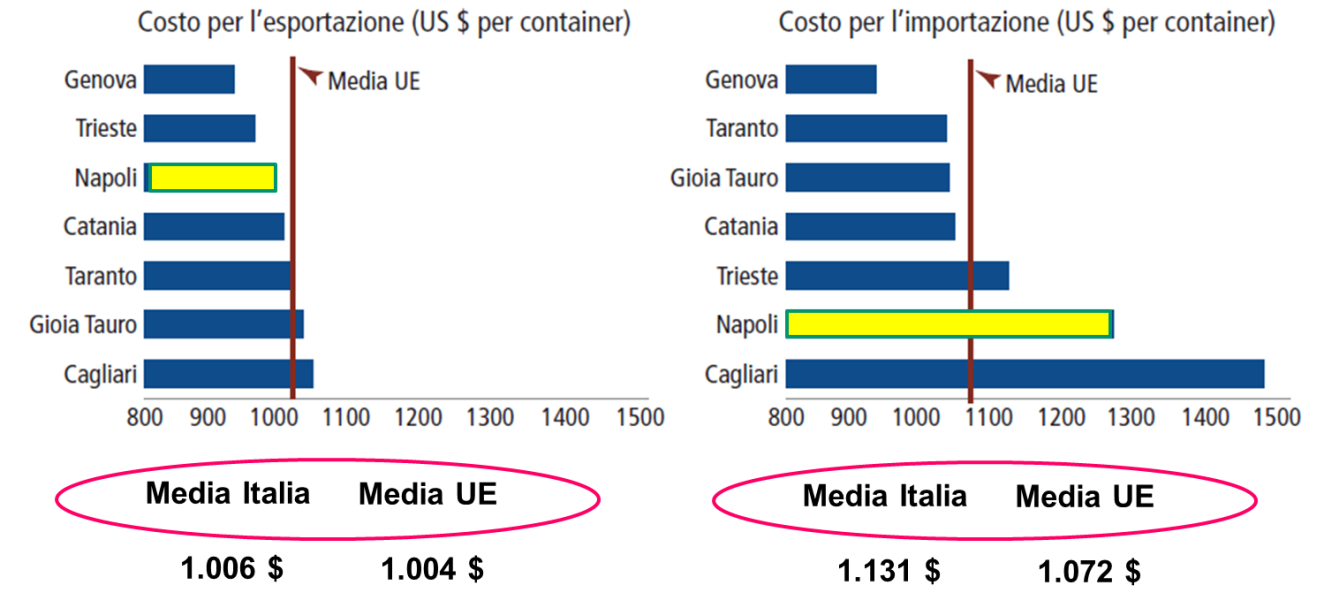 Costo per l'esportazione (US $ per container)
Media UE
Genova
Trieste
Napoli
Catania
Taranto
Gioia Tauro
Cagliari
800 900 1000 1100 1200 1300 1400 1500
Media Italia Media UE
1.006 $ 1.004 $
Costo per l'importazione (US $ per container)
Media UE
Genova
Taranto
Gioia Tauro
Catania
Trieste
Napoli
Cagliari
800 900 1000 1100 1200 1300 1400 1500
Media Italia Media UE
1.131 $ 1.072 $